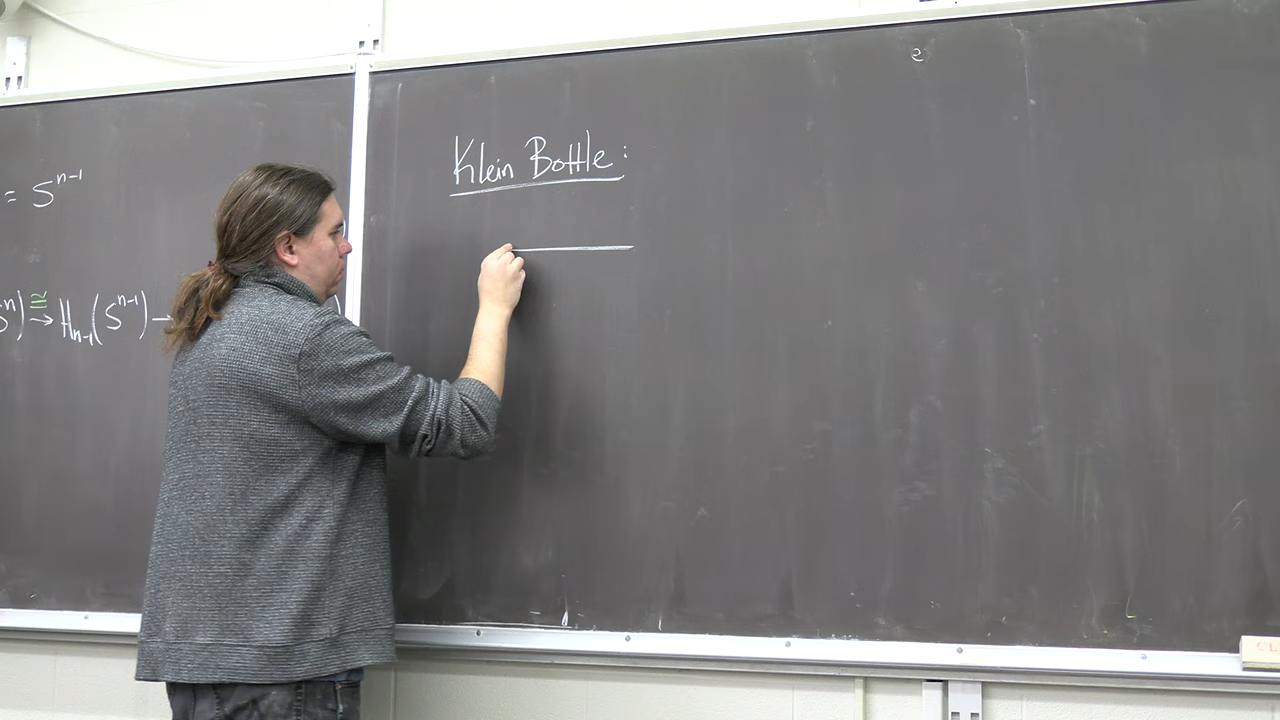 = S^{n-1}
S^n) ≅→ H_{n-1}(S^{n-1}) →
Klein Bottle: